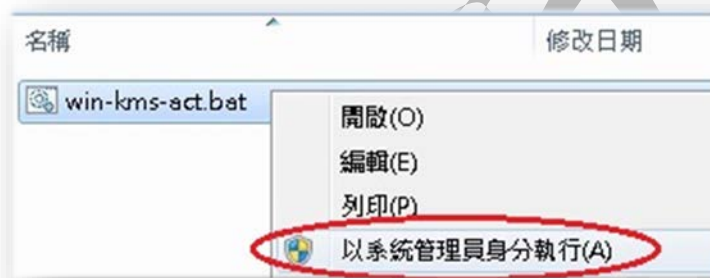 名稱 修改日期
win-kms-act.bat
開啟(O)
編輯(E)
列印(P)
以系統管理員身分執行(A)